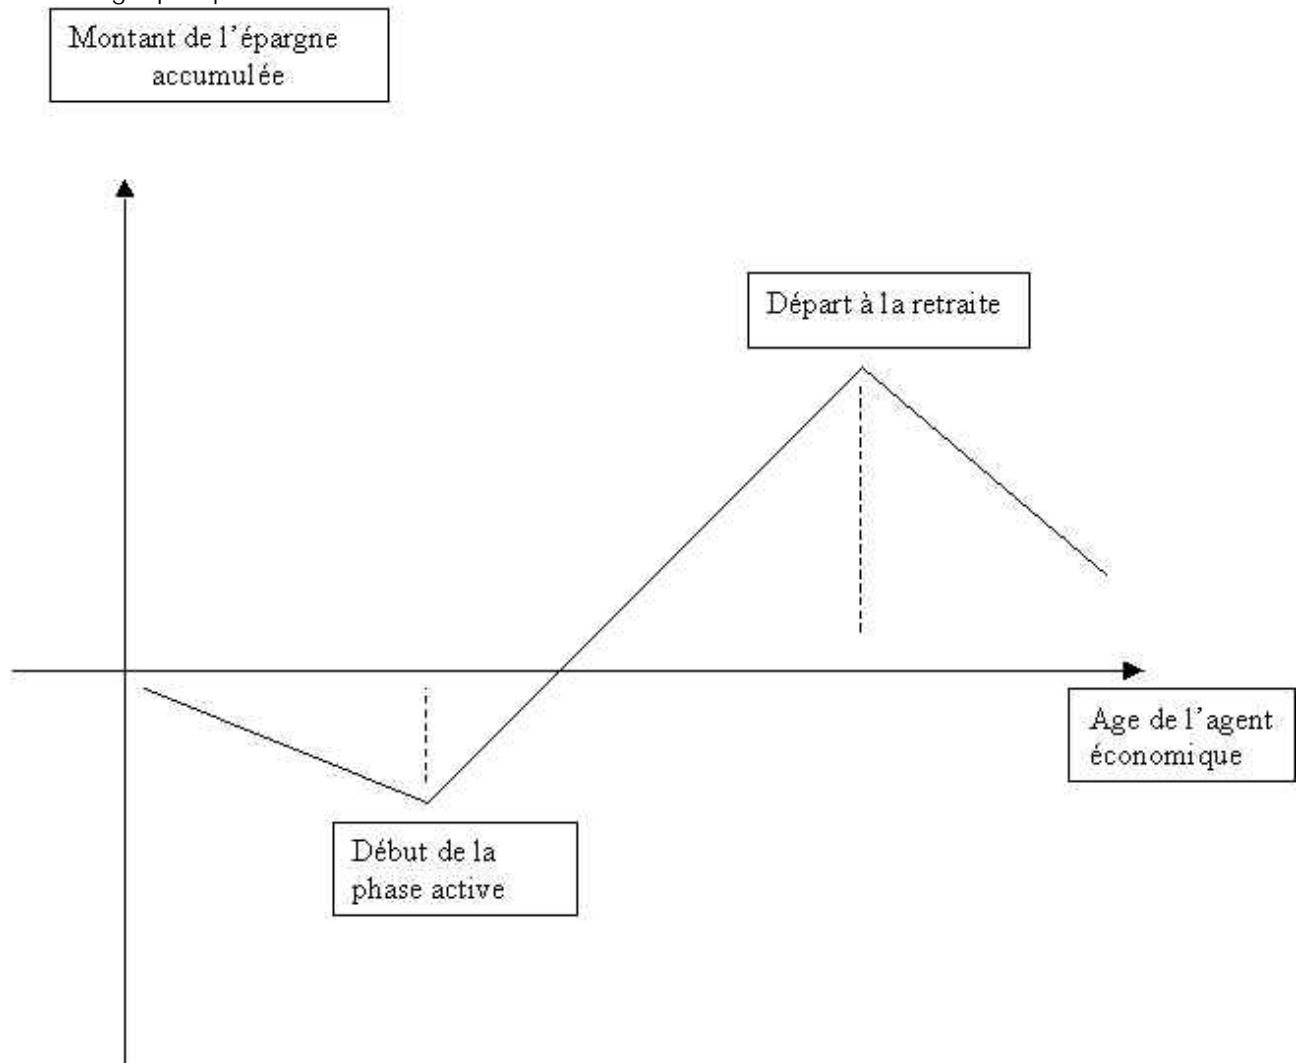 Montant de l'épargne
accumulée
Départ à la retraite
Age de l'agent
économique
Début de la
phase active